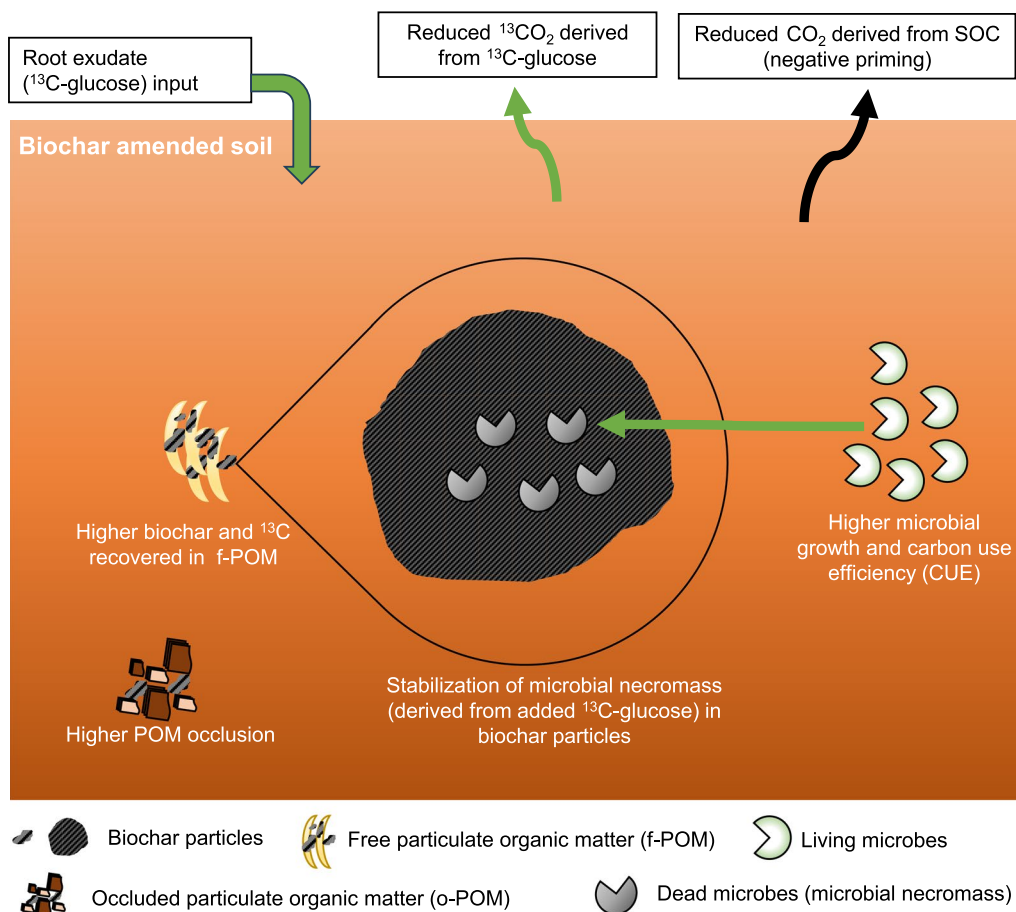 Root exudate
(¹³C-glucose) input
Reduced ¹³CO₂ derived
from ¹³C-glucose
Reduced CO₂ derived from SOC
(negative priming)
Biochar amended soil
Higher biochar and ¹³C
recovered in f-POM
Higher microbial
growth and carbon use
efficiency (CUE)
Stabilization of microbial necromass
(derived from added ¹³C-glucose) in
biochar particles
Higher POM occlusion
Biochar particles
Free particulate organic matter (f-POM)
Living microbes
Occluded particulate organic matter (o-POM)
Dead microbes (microbial necromass)